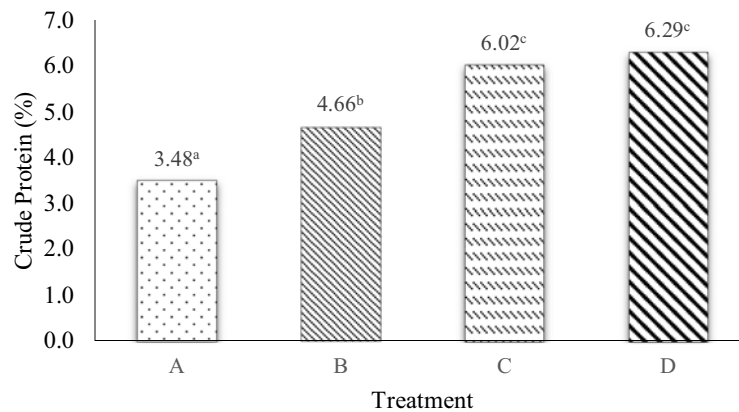 7.0
6.0
5.0
4.0
3.0
2.0
1.0
0.0
Crude Protein (%)
3.48ᵃ
4.66ᵇ
6.02ᶜ
6.29ᶜ
A B C D
Treatment